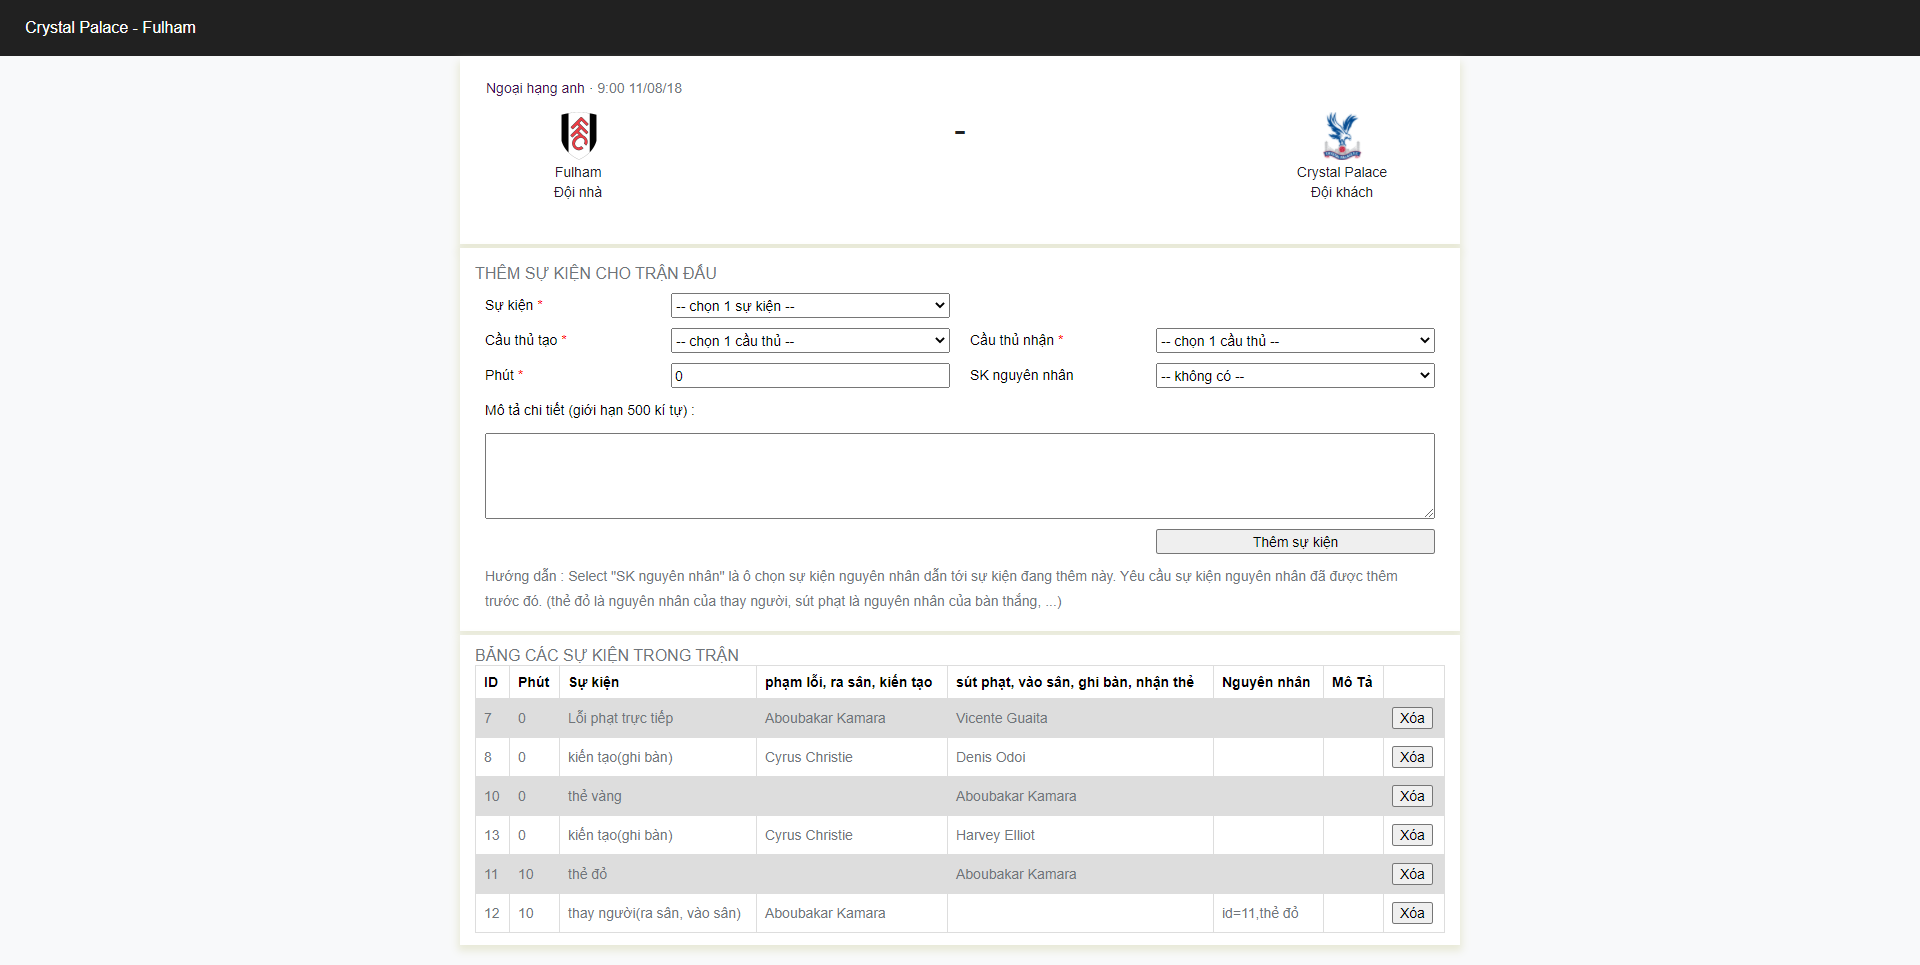 Crystal Palace - Fulham
Ngoại hạng anh · 9:00 11/08/18
-
Fulham
Đội nhà
Crystal Palace
Đội khách
THÊM SỰ KIỆN CHO TRẬN ĐẤU
Sự kiện * -- chọn 1 sự kiện --
Cầu thủ tạo * -- chọn 1 cầu thủ -- Cầu thủ nhận * -- chọn 1 cầu thủ --
Phút * 0 SK nguyên nhân -- không có --
Mô tả chi tiết (giới hạn 500 kí tự) :
Thêm sự kiện
Hướng dẫn : Select "SK nguyên nhân" là ô chọn sự kiện nguyên nhân dẫn tới sự kiện đang thêm này. Yêu cầu sự kiện nguyên nhân đã được thêm
trước đó. (thẻ đỏ là nguyên nhân của thay người, sút phạt là nguyên nhân của bàn thắng, ...)
BẢNG CÁC SỰ KIỆN TRONG TRẬN
ID Phút Sự kiện phạm lỗi, ra sân, kiến tạo sút phạt, vào sân, ghi bàn, nhận thẻ Nguyên nhân Mô Tả
7 0 Lỗi phạt trực tiếp Aboubakar Kamara Vicente Guaita Xóa
8 0 kiến tạo(ghi bàn) Cyrus Christie Denis Odoi Xóa
10 0 thẻ vàng Aboubakar Kamara Xóa
13 0 kiến tạo(ghi bàn) Cyrus Christie Harvey Elliot Xóa
11 10 thẻ đỏ Aboubakar Kamara Xóa
12 10 thay người(ra sân, vào sân) Aboubakar Kamara id=11,thẻ đỏ Xóa